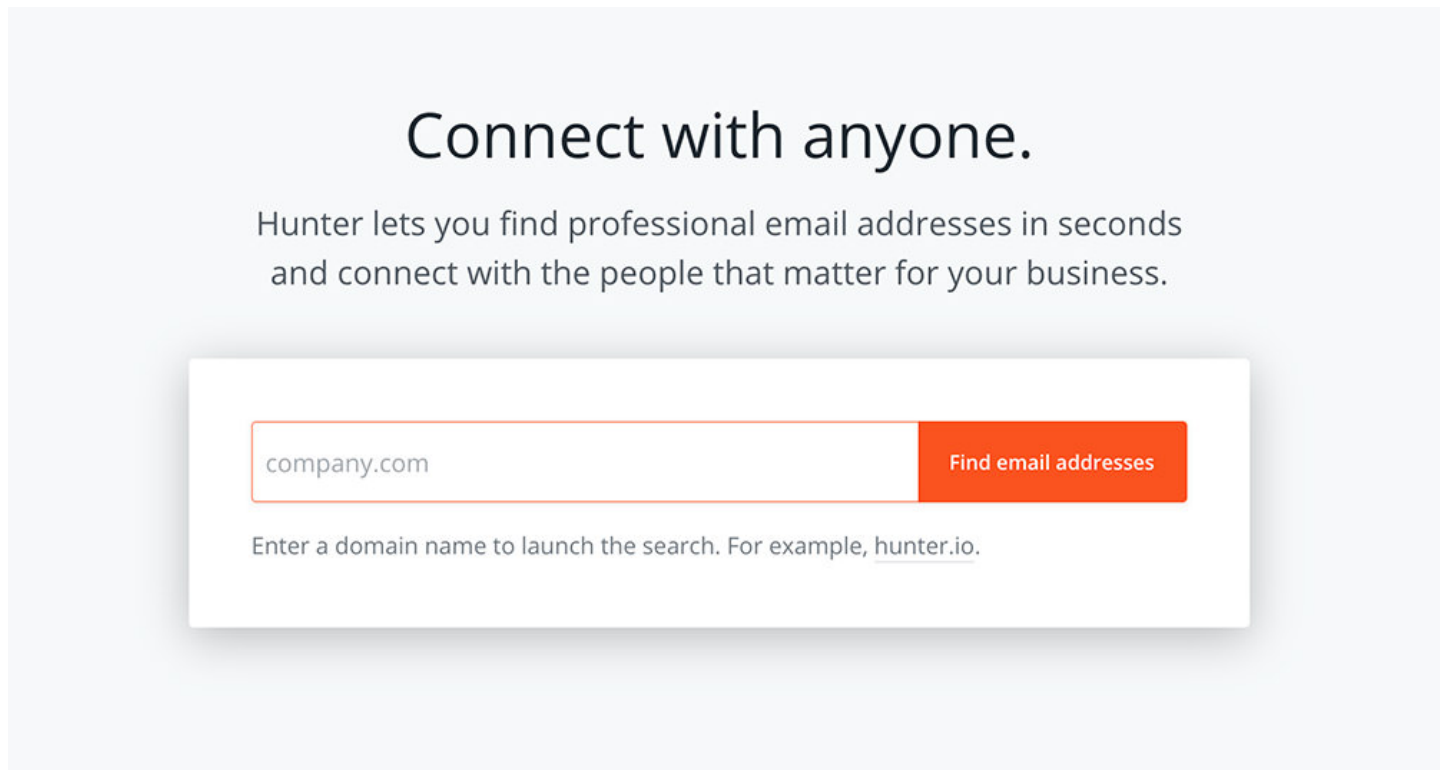 Connect with anyone.
Hunter lets you find professional email addresses in seconds
and connect with the people that matter for your business.
company.com
Find email addresses
Enter a domain name to launch the search. For example, hunter.io.